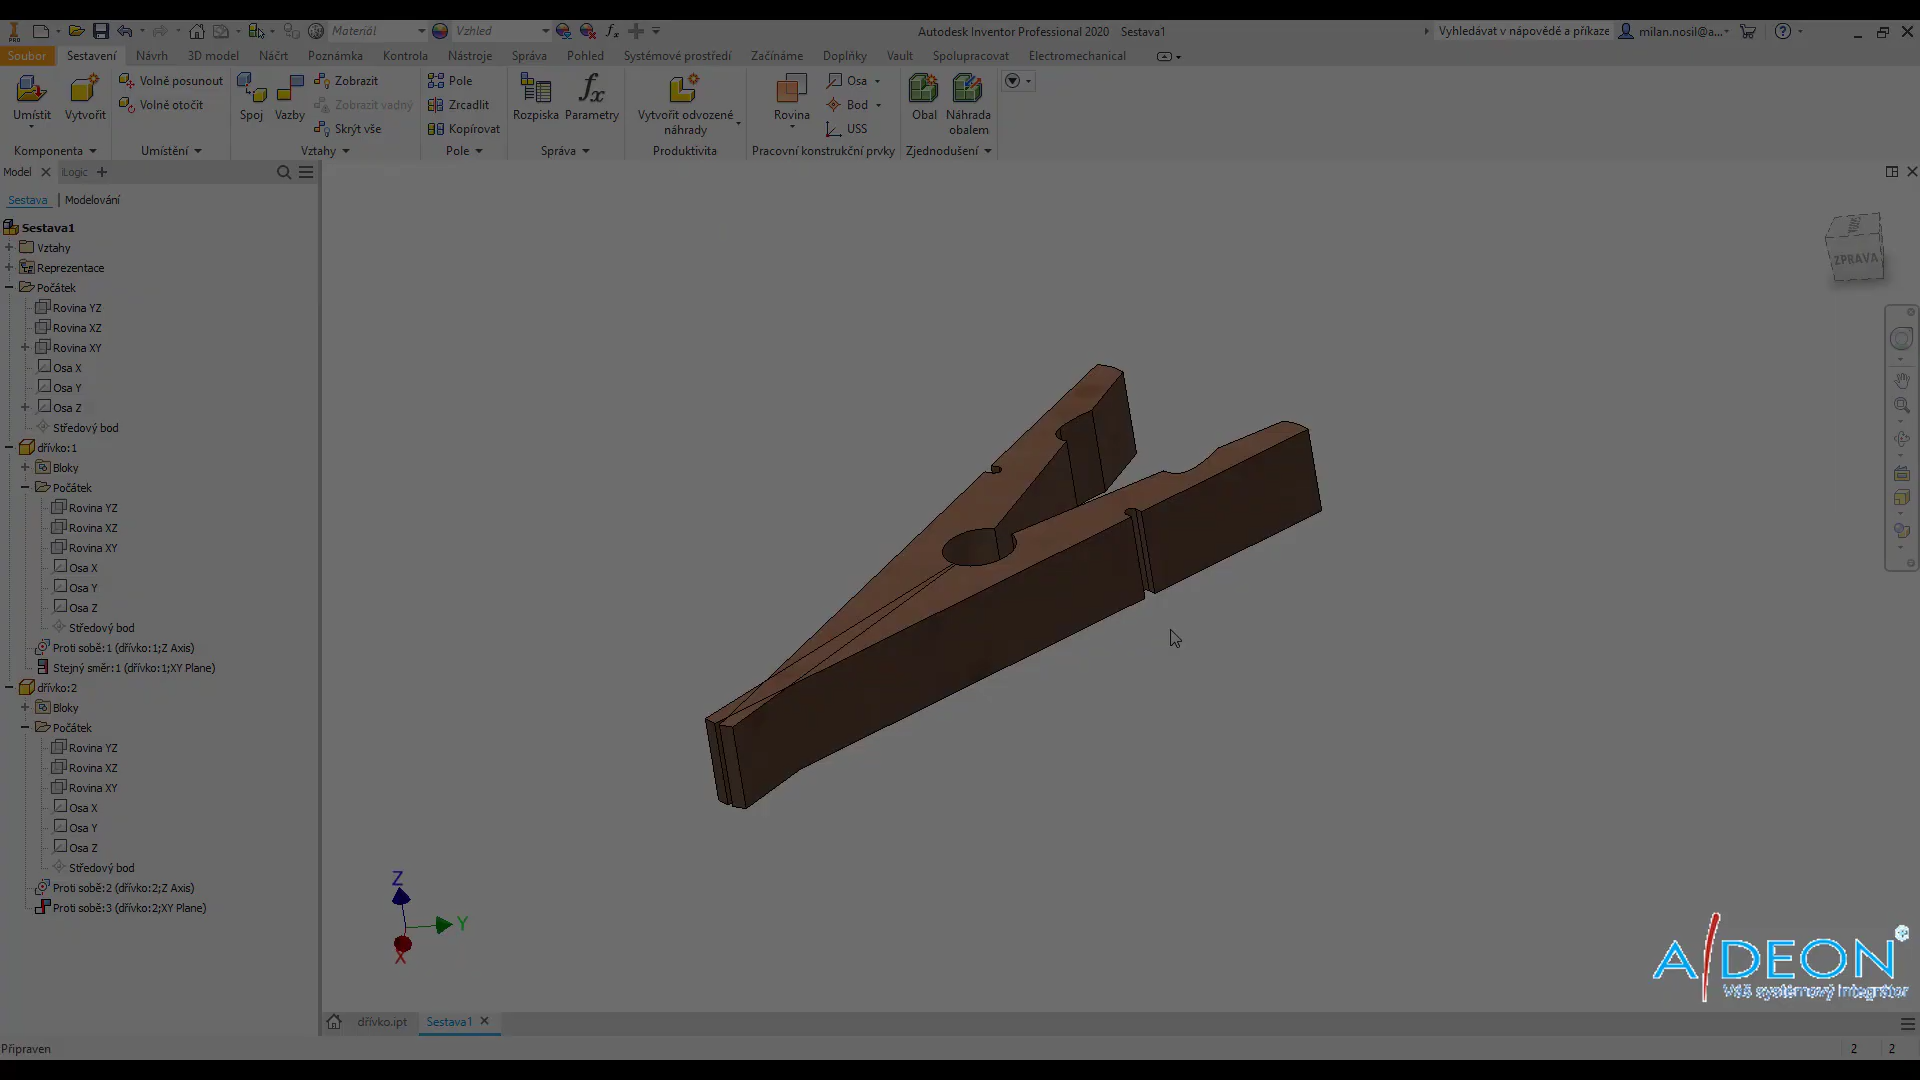 Materiál
Vzhled
Autodesk Inventor Professional 2020 Sestava1
Vyhledávat v nápovědě a příkaze
milan.nosil@a...
Soubor Sestavení Návrh 3D model Načrt Poznámka Kontrola Nástroje Správa Pohled Systémové prostředí Začínáme Doplňky Vault Spolupracovat Electromechanical
Umístit
Vytvořit
Volně posunout
Volně otočit
Spoj
Vazby
Zobrazit
Zobrazit vadný
Skrýt vše
Pole
Zrcadlit
Kopírovat
Rozpiska
Parametry
Vytvořit odvozené
náhrady
Rovina
Osa
Bod
USS
Obal
Náhrada
obalem
Komponenta Umístění Vztahy Pole Správa Produktivita Pracovní konstrukční prvky Zjednodušení
Model iLogic
Sestava Modelování
Sestava1
Vztahy
Reprezentace
Počátek
Rovina YZ
Rovina XZ
Rovina XY
Osa X
Osa Y
Osa Z
Středový bod
dřívko:1
Bloky
Počátek
Rovina YZ
Rovina XZ
Rovina XY
Osa X
Osa Y
Osa Z
Středový bod
Proti sobě:1 (dřívko:1;Z Axis)
Stejný směr:1 (dřívko:1;XY Plane)
dřívko:2
Bloky
Počátek
Rovina YZ
Rovina XZ
Rovina XY
Osa X
Osa Y
Osa Z
Středový bod
Proti sobě:2 (dřívko:2;Z Axis)
Proti sobě:3 (dřívko:2;XY Plane)
ZPRAVA
Z
Y
X
A/DEON
Váš systémový integrátor
dřívko.ipt Sestava1
Připraven
2 2